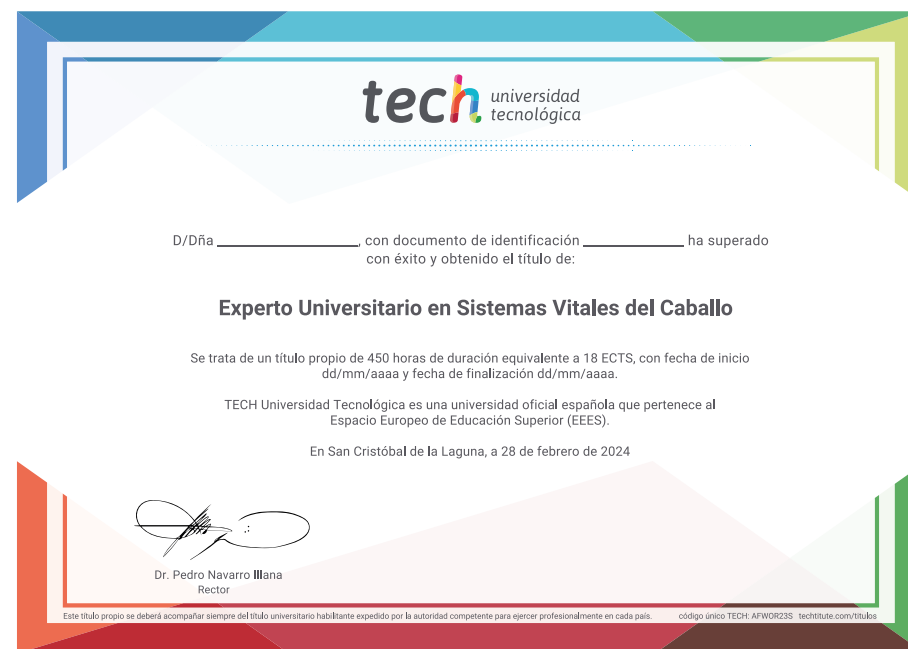 tech universidad
tecnológica
D/Dña ____________________, con documento de identificación ______________ ha superado
con éxito y obtenido el título de:
Experto Universitario en Sistemas Vitales del Caballo
Se trata de un título propio de 450 horas de duración equivalente a 18 ECTS, con fecha de inicio
dd/mm/aaaa y fecha de finalización dd/mm/aaaa.
TECH Universidad Tecnológica es una universidad oficial española que pertenece al
Espacio Europeo de Educación Superior (EEES).
En San Cristóbal de la Laguna, a 28 de febrero de 2024
Dr. Pedro Navarro Illana
Rector
Este título propio se deberá acompañar siempre del título universitario habilitante expedido por la autoridad competente para ejercer profesionalmente en cada país. código único TECH: AFWOR23S techtitute.com/titulos